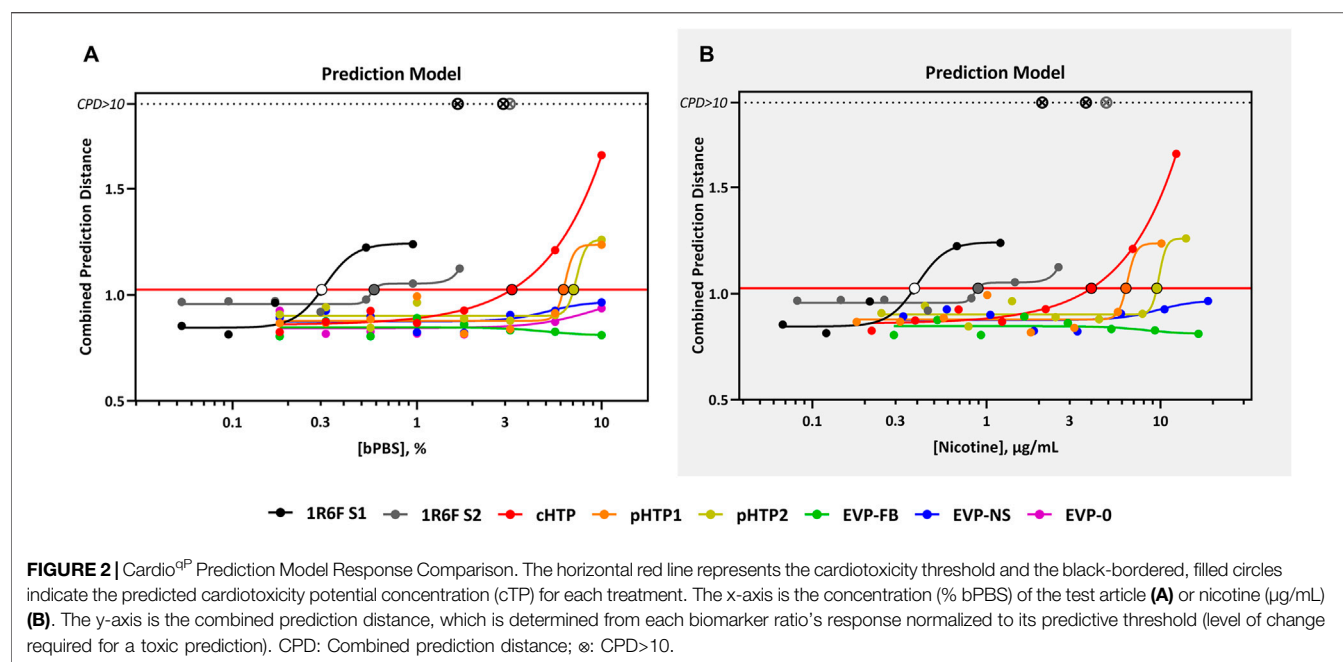 A
Prediction Model
CPD>10
1.5
1.0
0.5
Combined Prediction Distance
0.1 0.3 1 3 10
[bPBS], %
B
Prediction Model
CPD>10
1.5
1.0
0.5
Combined Prediction Distance
0.1 0.3 1 3 10
[Nicotine], µg/mL
1R6F S1 1R6F S2 cHTP pHTP1 pHTP2 EVP-FB EVP-NS EVP-0
FIGURE 2 | Cardioqᴾ Prediction Model Response Comparison. The horizontal red line represents the cardiotoxicity threshold and the black-bordered, filled circles
indicate the predicted cardiotoxicity potential concentration (cTP) for each treatment. The x-axis is the concentration (% bPBS) of the test article (A) or nicotine (µg/mL)
(B). The y-axis is the combined prediction distance, which is determined from each biomarker ratio's response normalized to its predictive threshold (level of change
required for a toxic prediction). CPD: Combined prediction distance; ⊗: CPD>10.